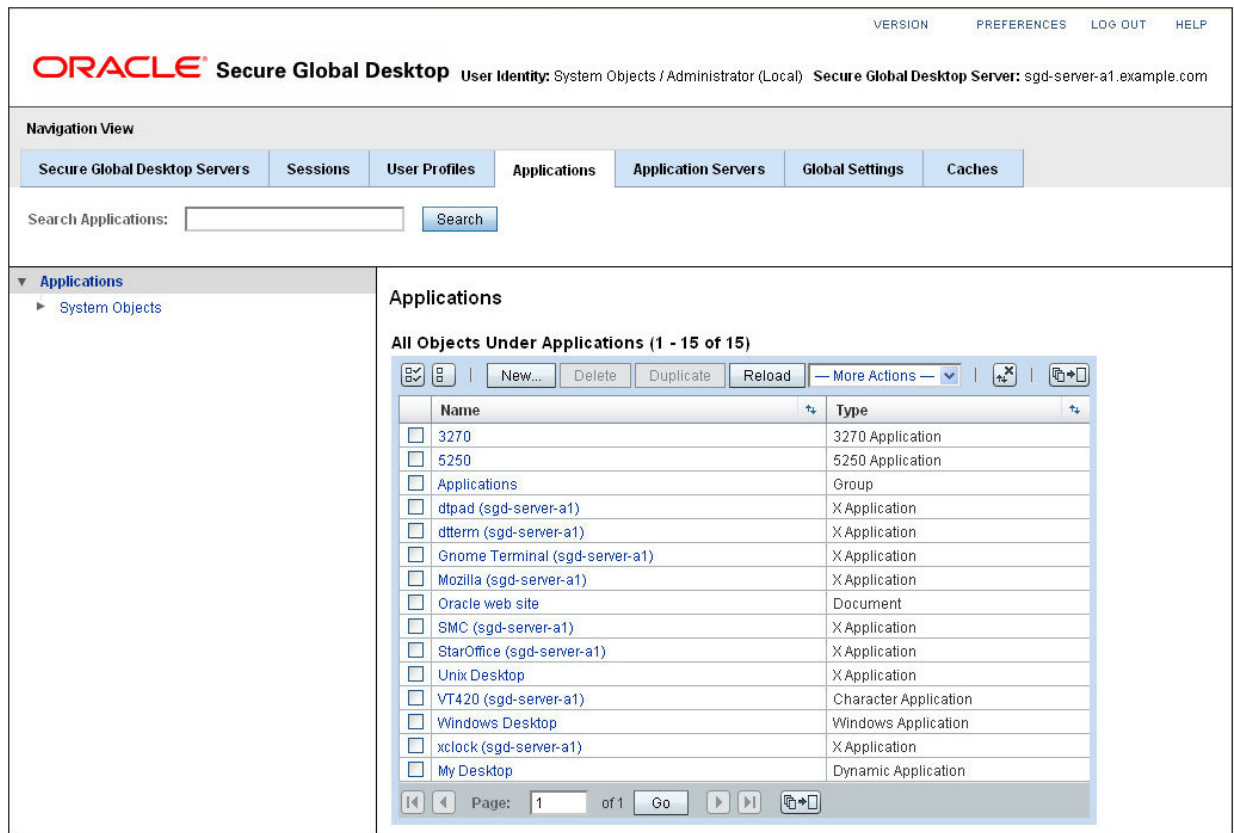 VERSION PREFERENCES LOG OUT HELP
ORACLE Secure Global Desktop User Identity: System Objects / Administrator (Local) Secure Global Desktop Server: sgd-server-a1.example.com
Navigation View
Secure Global Desktop Servers Sessions User Profiles Applications Application Servers Global Settings Caches
Search Applications: Search
Applications
System Objects
Applications
All Objects Under Applications (1 - 15 of 15)
New... Delete Duplicate Reload — More Actions —
Name Type
3270 3270 Application
5250 5250 Application
Applications Group
dtpad (sgd-server-a1) X Application
dtterm (sgd-server-a1) X Application
Gnome Terminal (sgd-server-a1) X Application
Mozilla (sgd-server-a1) X Application
Oracle web site Document
SMC (sgd-server-a1) X Application
StarOffice (sgd-server-a1) X Application
Unix Desktop X Application
VT420 (sgd-server-a1) Character Application
Windows Desktop Windows Application
xclock (sgd-server-a1) X Application
My Desktop Dynamic Application
Page: 1 of 1 Go